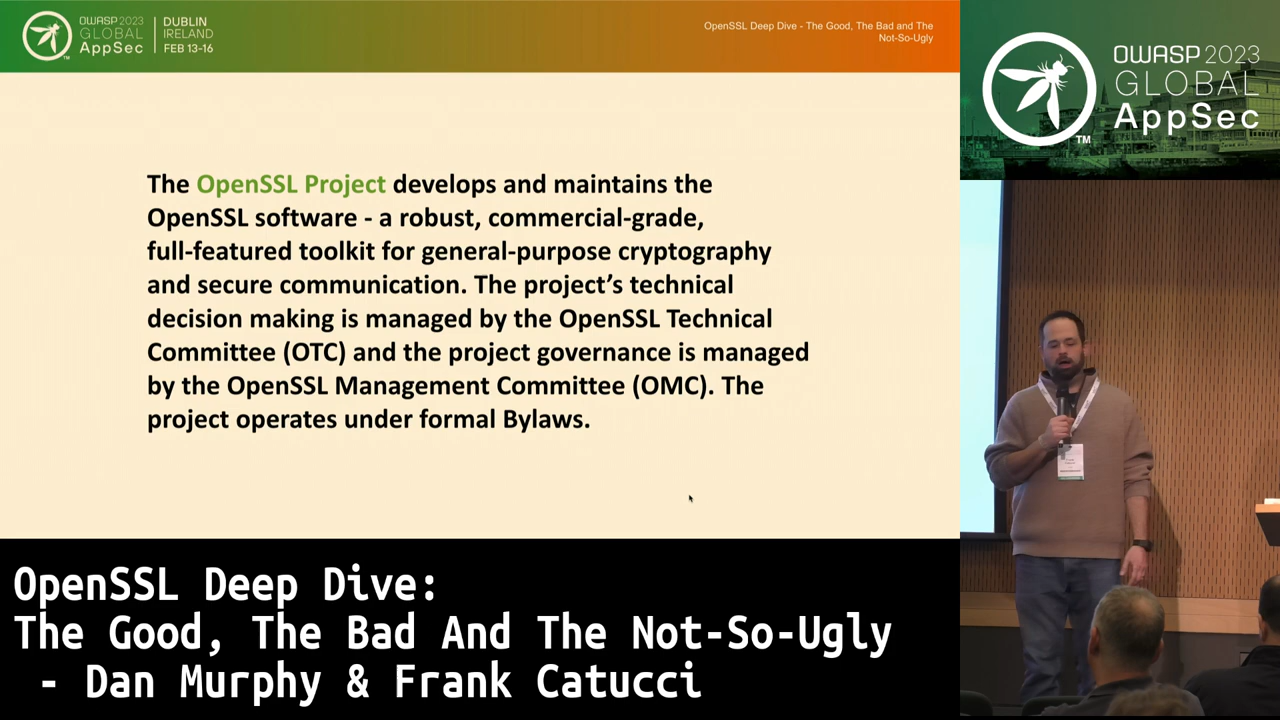 OWASP 2023
GLOBAL
AppSec
TM
DUBLIN
IRELAND
FEB 13-16
OpenSSL Deep Dive - The Good, The Bad and The
Not-So-Ugly
The OpenSSL Project develops and maintains the
OpenSSL software - a robust, commercial-grade,
full-featured toolkit for general-purpose cryptography
and secure communication. The project’s technical
decision making is managed by the OpenSSL Technical
Committee (OTC) and the project governance is managed
by the OpenSSL Management Committee (OMC). The
project operates under formal Bylaws.
OpenSSL Deep Dive:
The Good, The Bad And The Not-So-Ugly
- Dan Murphy & Frank Catucci
OWASP 2023
GLOBAL
AppSec
TM